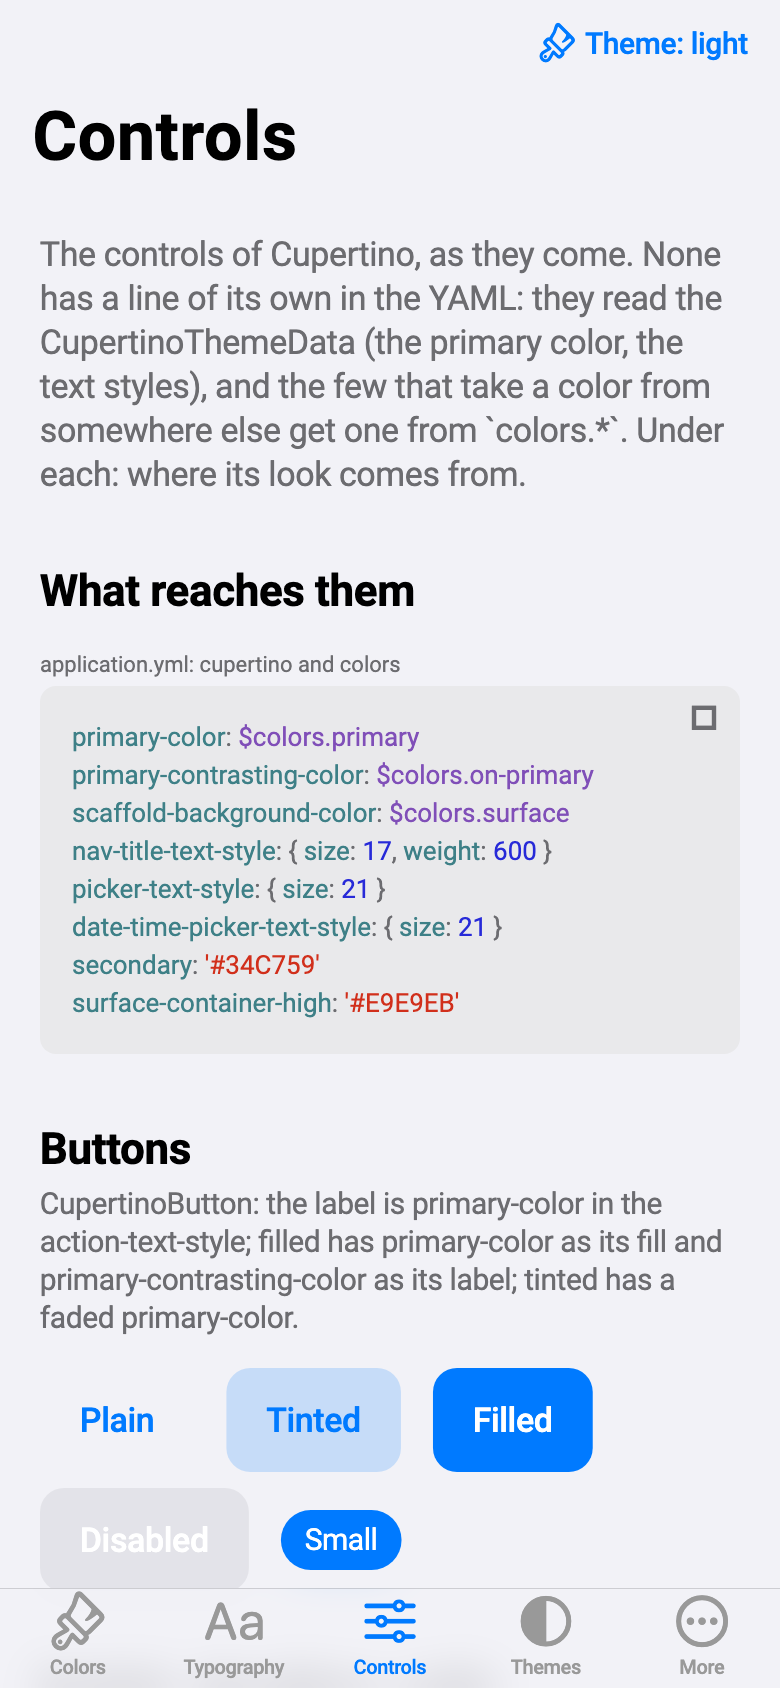 Theme: light
Controls
The controls of Cupertino, as they come. None
has a line of its own in the YAML: they read the
CupertinoThemeData (the primary color, the
text styles), and the few that take a color from
somewhere else get one from `colors.*`. Under
each: where its look comes from.
What reaches them
application.yml: cupertino and colors
primary-color: $colors.primary
primary-contrasting-color: $colors.on-primary
scaffold-background-color: $colors.surface
nav-title-text-style: { size: 17, weight: 600 }
picker-text-style: { size: 21 }
date-time-picker-text-style: { size: 21 }
secondary: '#34C759'
surface-container-high: '#E9E9EB'
Buttons
CupertinoButton: the label is primary-color in the
action-text-style; filled has primary-color as its fill and
primary-contrasting-color as its label; tinted has a
faded primary-color.
Plain Tinted Filled
Disabled Small
Aa
Colors Typography Controls Themes More